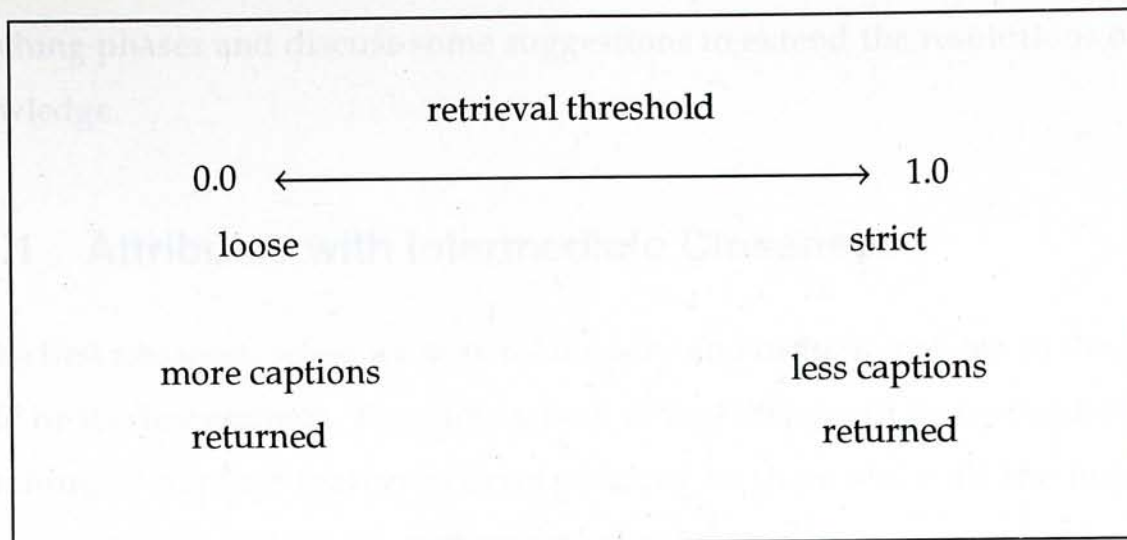 retrieval threshold
0.0 1.0
loose strict
more captions less captions
returned returned